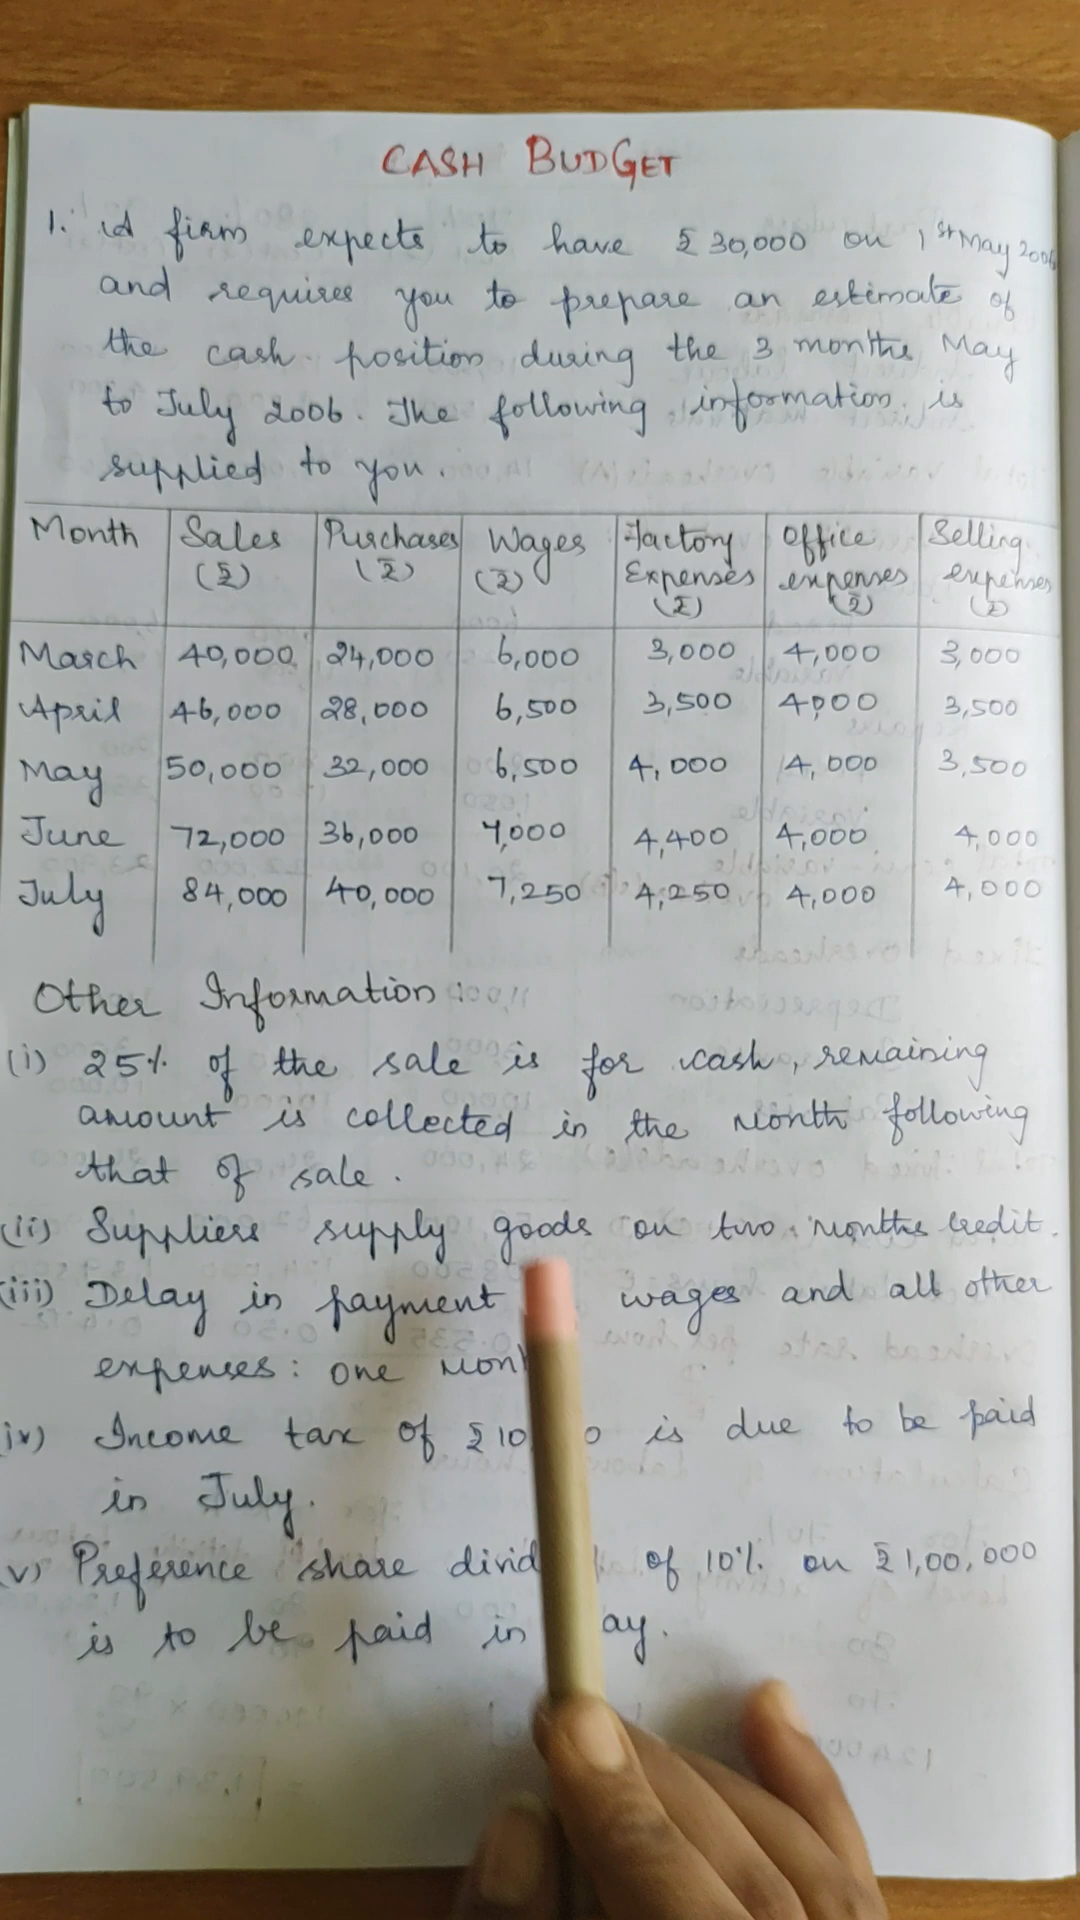 CASH BUDGET
1. A firm expects to have ₹ 30,000 on 1st May 2006
and requires you to prepare an estimate of
the cash position during the 3 months May
to July 2006. The following information is
supplied to you.
Month Sales (₹) Purchases (₹) Wages (₹) Factory Expenses (₹) Office expenses (₹) Selling expenses (₹)
March 40,000 24,000 6,000 3,000 4,000 3,000
April 46,000 28,000 6,500 3,500 4000 3,500
May 50,000 32,000 6,500 4,000 4,000 3,500
June 72,000 36,000 7,000 4,400 4,000 4,000
July 84,000 40,000 7,250 4,250 4,000 4,000
Other Information:
(i) 25% of the sale is for cash, remaining
amount is collected in the month following
that of sale.
(ii) Suppliers supply goods on two months credit.
(iii) Delay in payment wages and all other
expenses: one
(iv) Income tax of is due to be paid
in July.
(v) Preference share of 10% on ₹ 1,00,000
is to be paid in